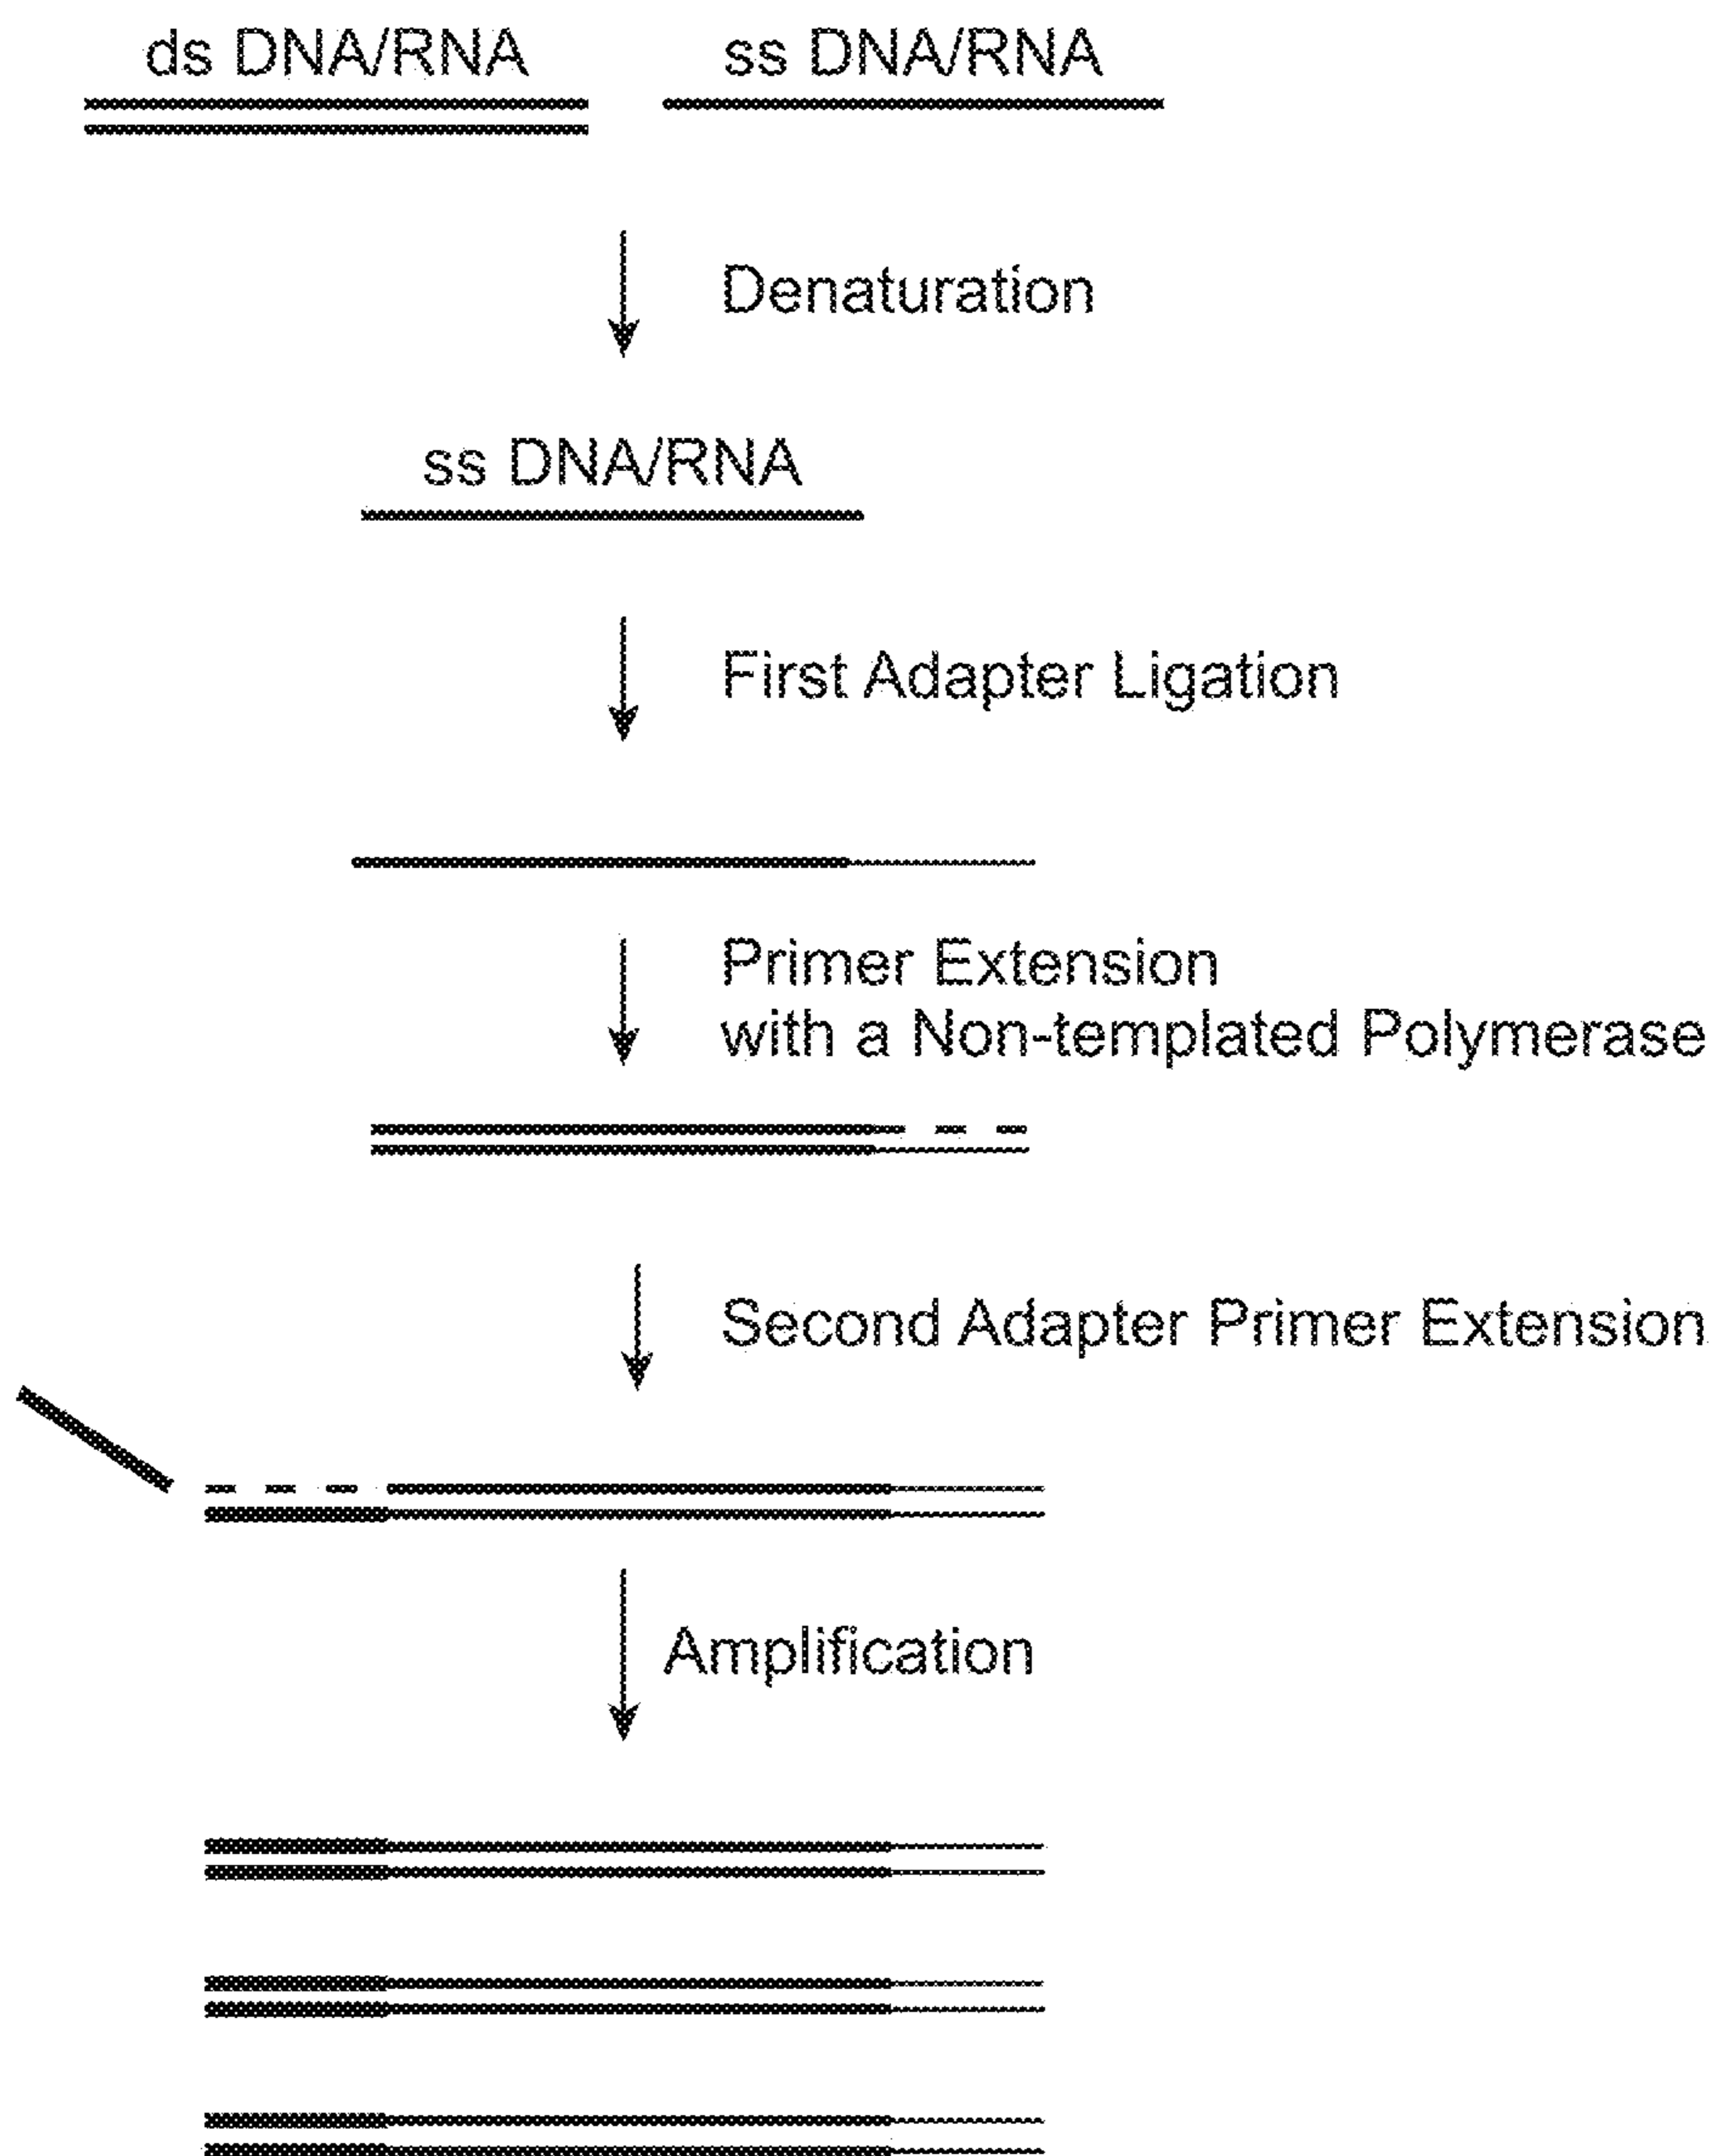 ds DNA/RNA
ss DNA/RNA
Denaturation
ss DNA/RNA
First Adapter Ligation
Primer Extension
with a Non-templated Polymerase
Second Adapter Primer Extension
Amplification